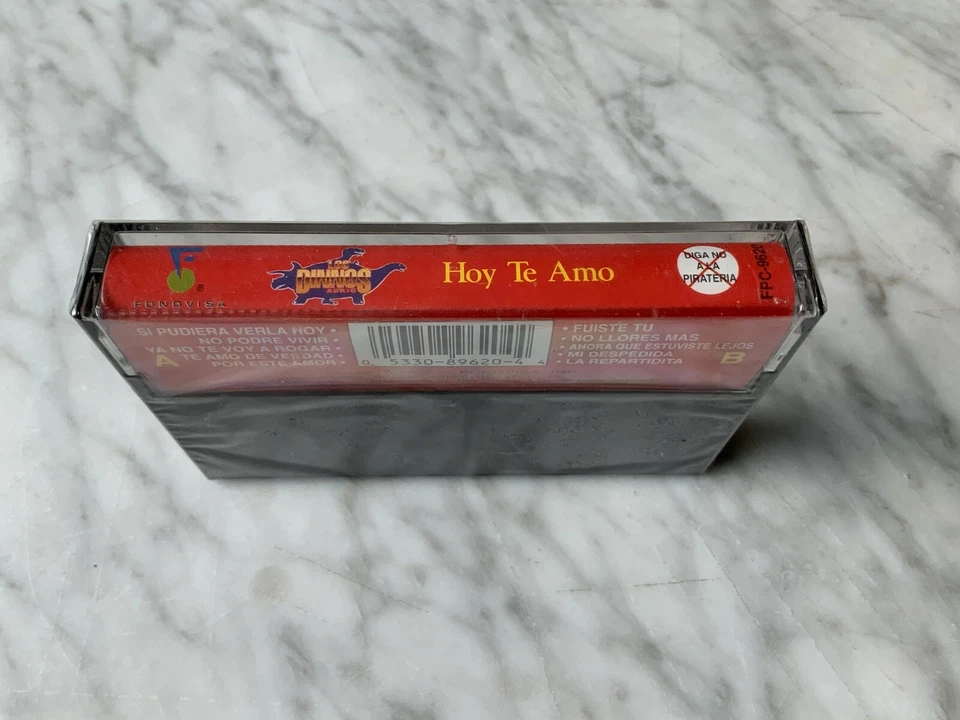 FONOVISA
®
LOS
DINNOS
AURIO
Hoy Te Amo
DIGA NO
A LA
PIRATERIA
FPC-9620
SI PUDIERA VERLA HOY •
NO PODRE VIVIR •
YA NO TE VOY A ROGAR •
TE AMO DE VERDAD •
POR ESTE AMOR •
A
0 5330-89620-4 4
• FUISTE TU
• NO LLORES MAS
• AHORA QUE ESTUVISTE LEJOS
• MI DESPEDIDA
• LA REPARTIDITA
B